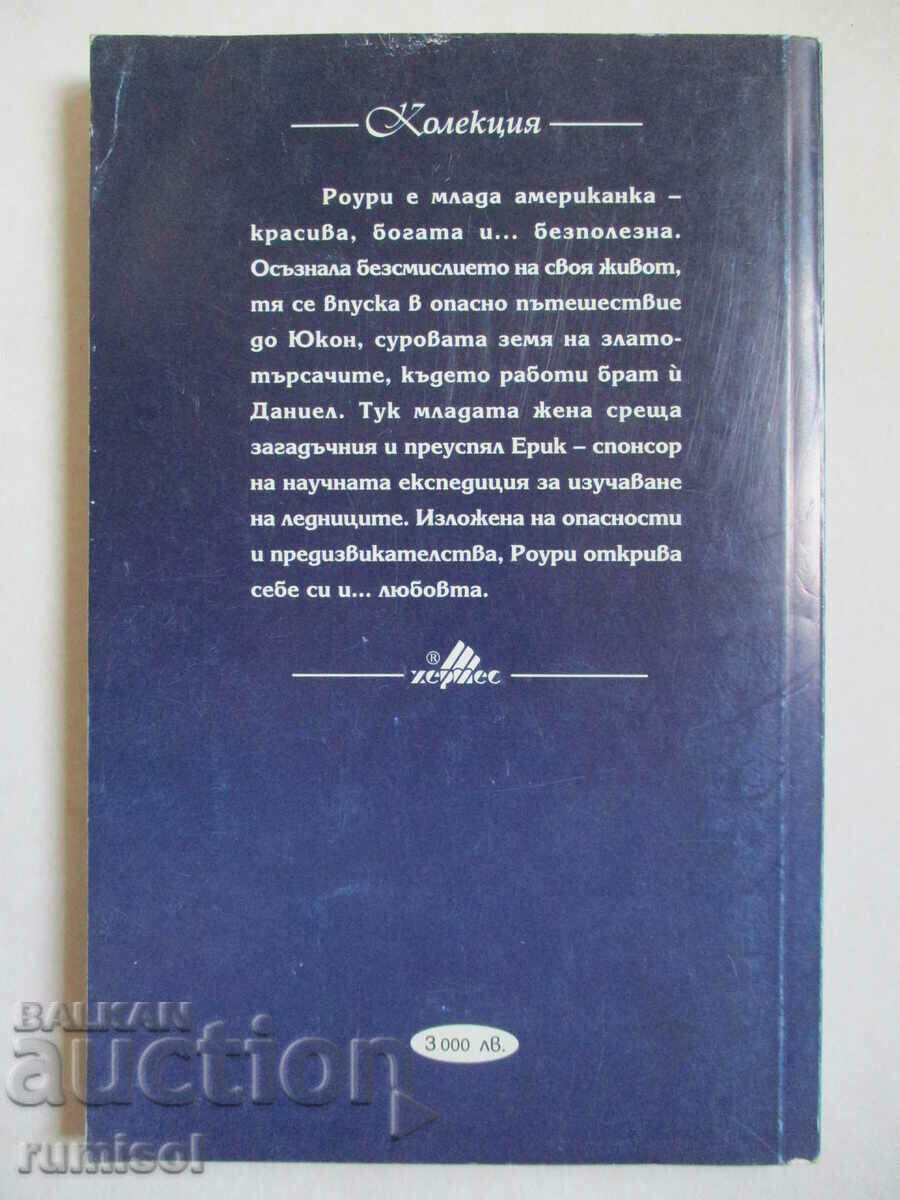 Колекция
Роури е млада американка –
красива, богата и... безполезна.
Осъзнала безсмислието на своя живот,
тя се впуска в опасно пътешествие
до Юкон, суровата земя на злато-
търсачите, където работи брат ѝ
Даниел. Тук младата жена среща
загадъчния и преуспял Ерик – спонсор
на научната експедиция за изучаване
на ледниците. Изложена на опасности
и предизвикателства, Роури открива
себе си и... любовта.
®
хермес
3 000 лв.
BALKAN
auction
rumisol